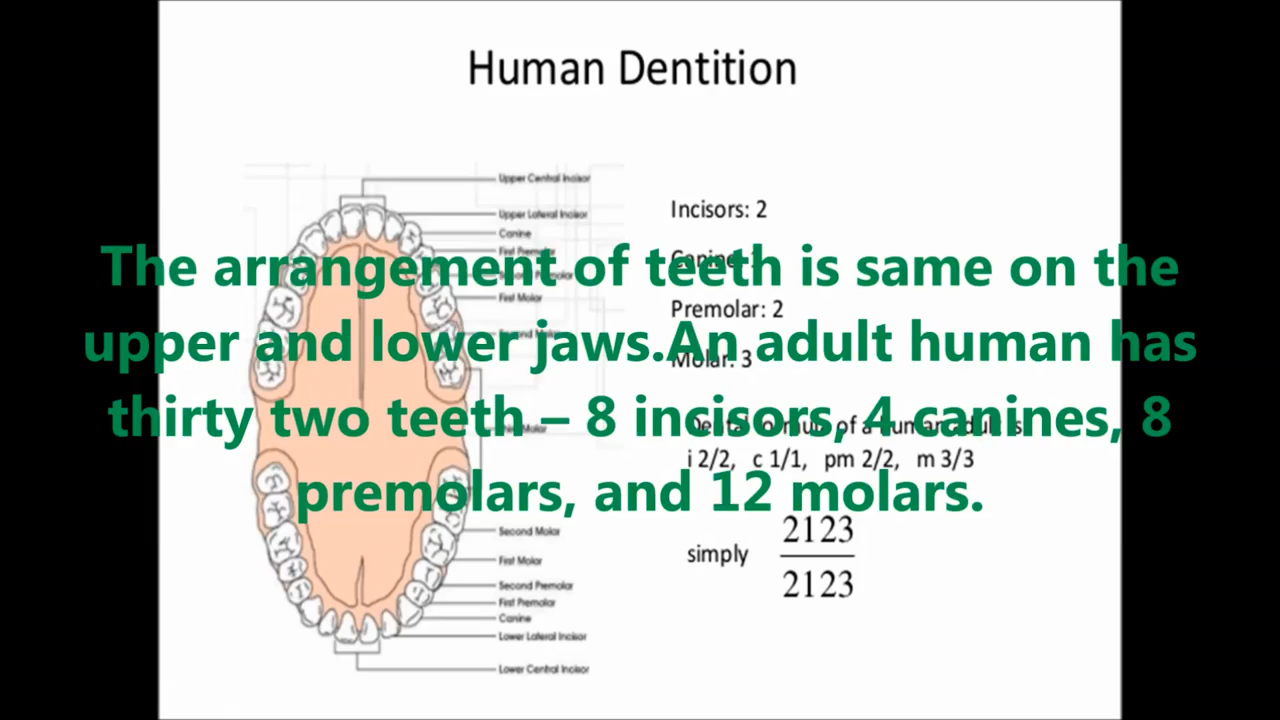 Human Dentition
Upper Central Incisor
Upper Lateral Incisor
Canine
First Premolar
Premolar
First Molar
Second Molar
Molar
Second Molar
First Molar
Second Premolar
First Premolar
Canine
Lower Lateral Incisor
Lower Central Incisor
Incisors: 2
Premolar: 2
Molar: 3
Dental formula of a human adult is
i 2/2, c 1/1, pm 2/2, m 3/3
simply
2123
2123
The arrangement of teeth is same on the
upper and lower jaws.An adult human has
thirty two teeth – 8 incisors, 4 canines, 8
premolars, and 12 molars.